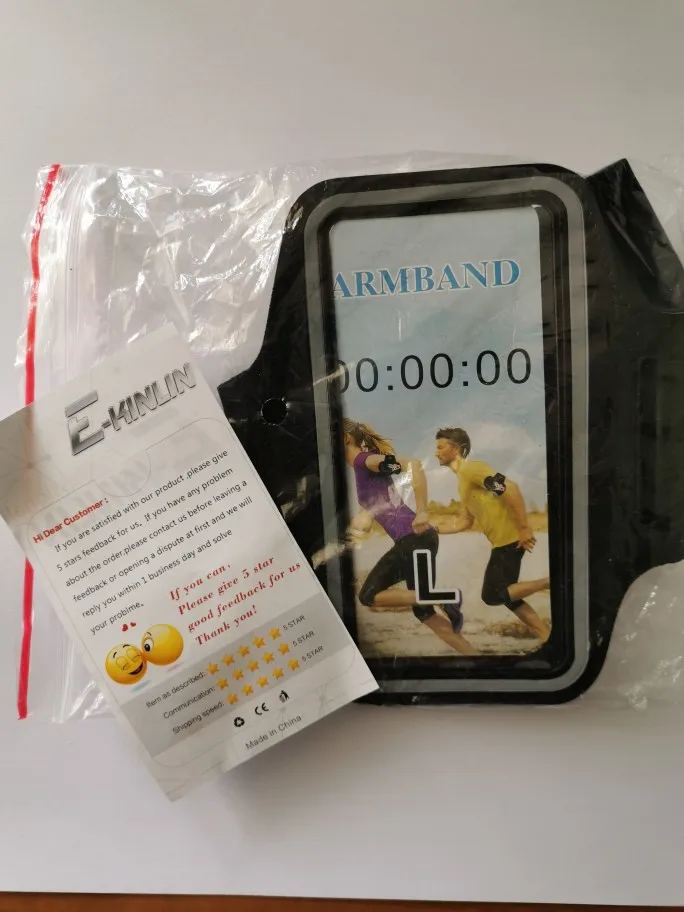 ARMBAND
00:00:00
L
E-KINLIN
Hi Dear Customer:
If you are satisfied with our product ,please give
5 stars feedback for us, If you have any problem
about the order,please contact us before leaving a
feedback or opening a dispute at first and we will
reply you within 1 business day and solve
your probime.
If you can,
Please give 5 star
good feedback for us
Thank you!
Item as described: 5 STAR
Communication: 5 STAR
Shipping speed: 5 STAR
CE
Made in China